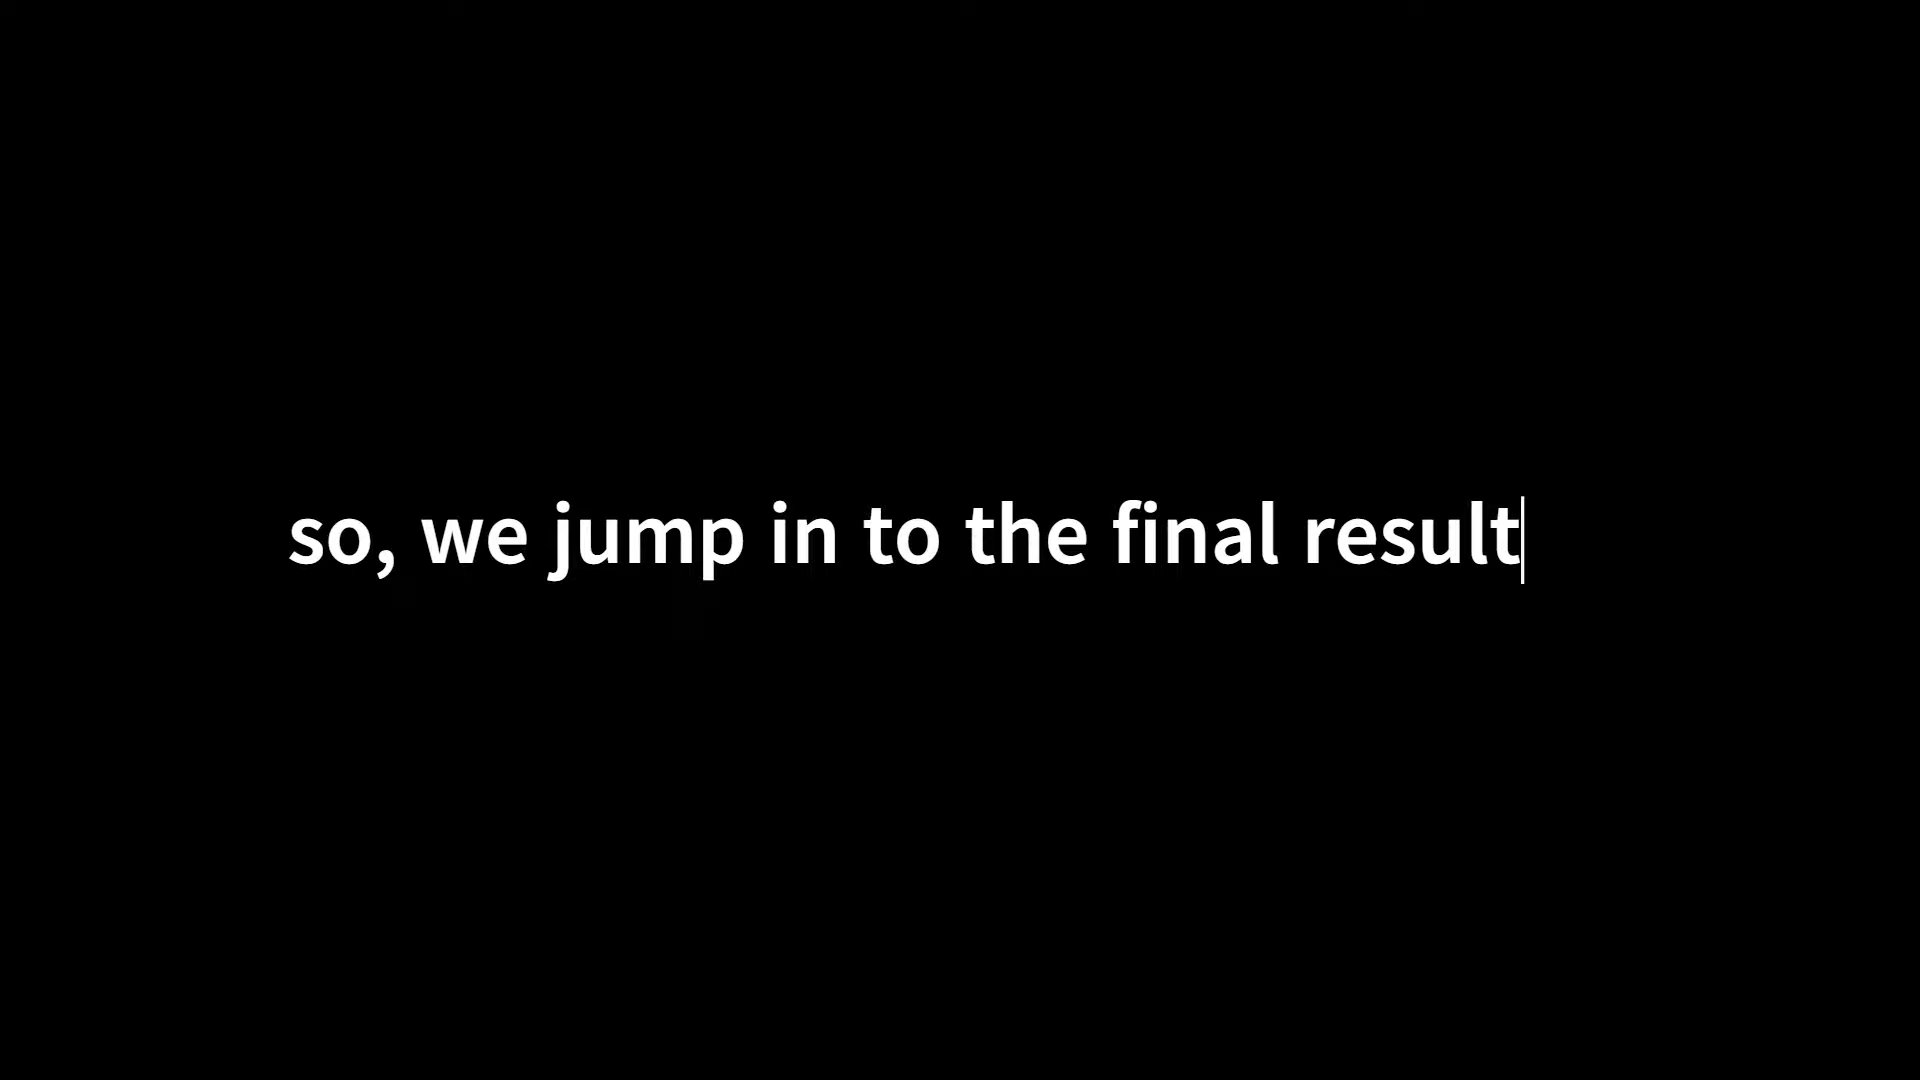 so, we jump in to the final result